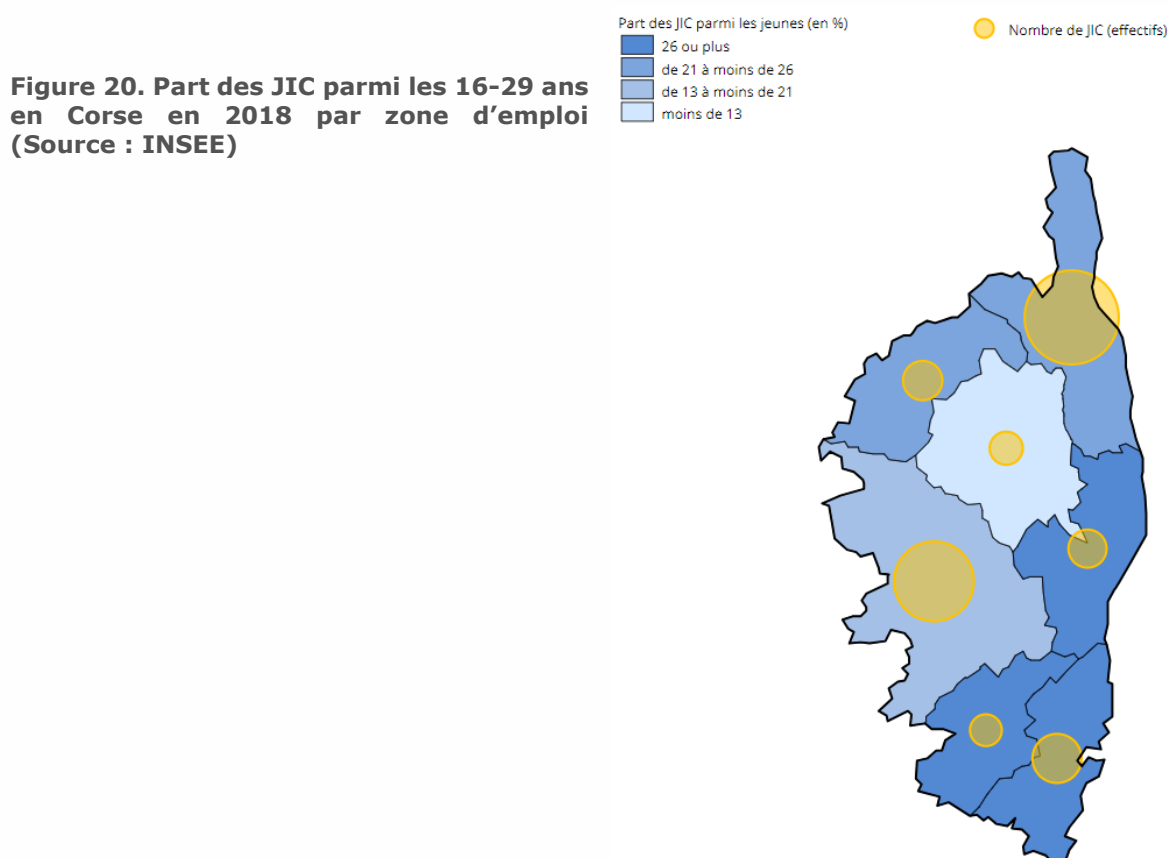 Part des JIC parmi les jeunes (en %)
Nombre de JIC (effectifs)
26 ou plus
de 21 à moins de 26
de 13 à moins de 21
moins de 13
Figure 20. Part des JIC parmi les 16-29 ans
en Corse en 2018 par zone d’emploi
(Source : INSEE)